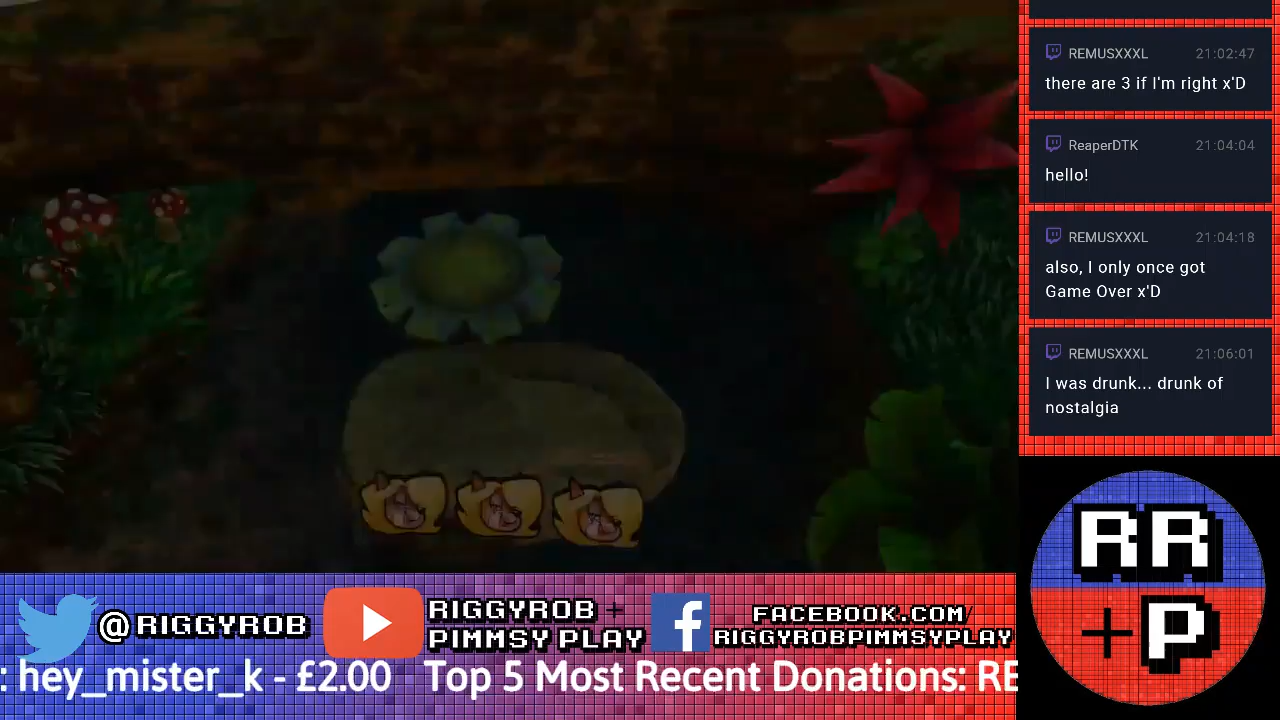 REMUSXXXL 21:02:47
there are 3 if I'm right x'D
ReaperDTK 21:04:04
hello!
REMUSXXXL 21:04:18
also, I only once got
Game Over x'D
REMUSXXXL 21:06:01
I was drunk... drunk of
nostalgia
RR
+P
@RIGGYROB
RIGGYROB +
PIMMSY PLAY
FACEBOOK.COM/
RIGGYROBPIMMSYPLAY
: hey_mister_k - £2.00 Top 5 Most Recent Donations: RE